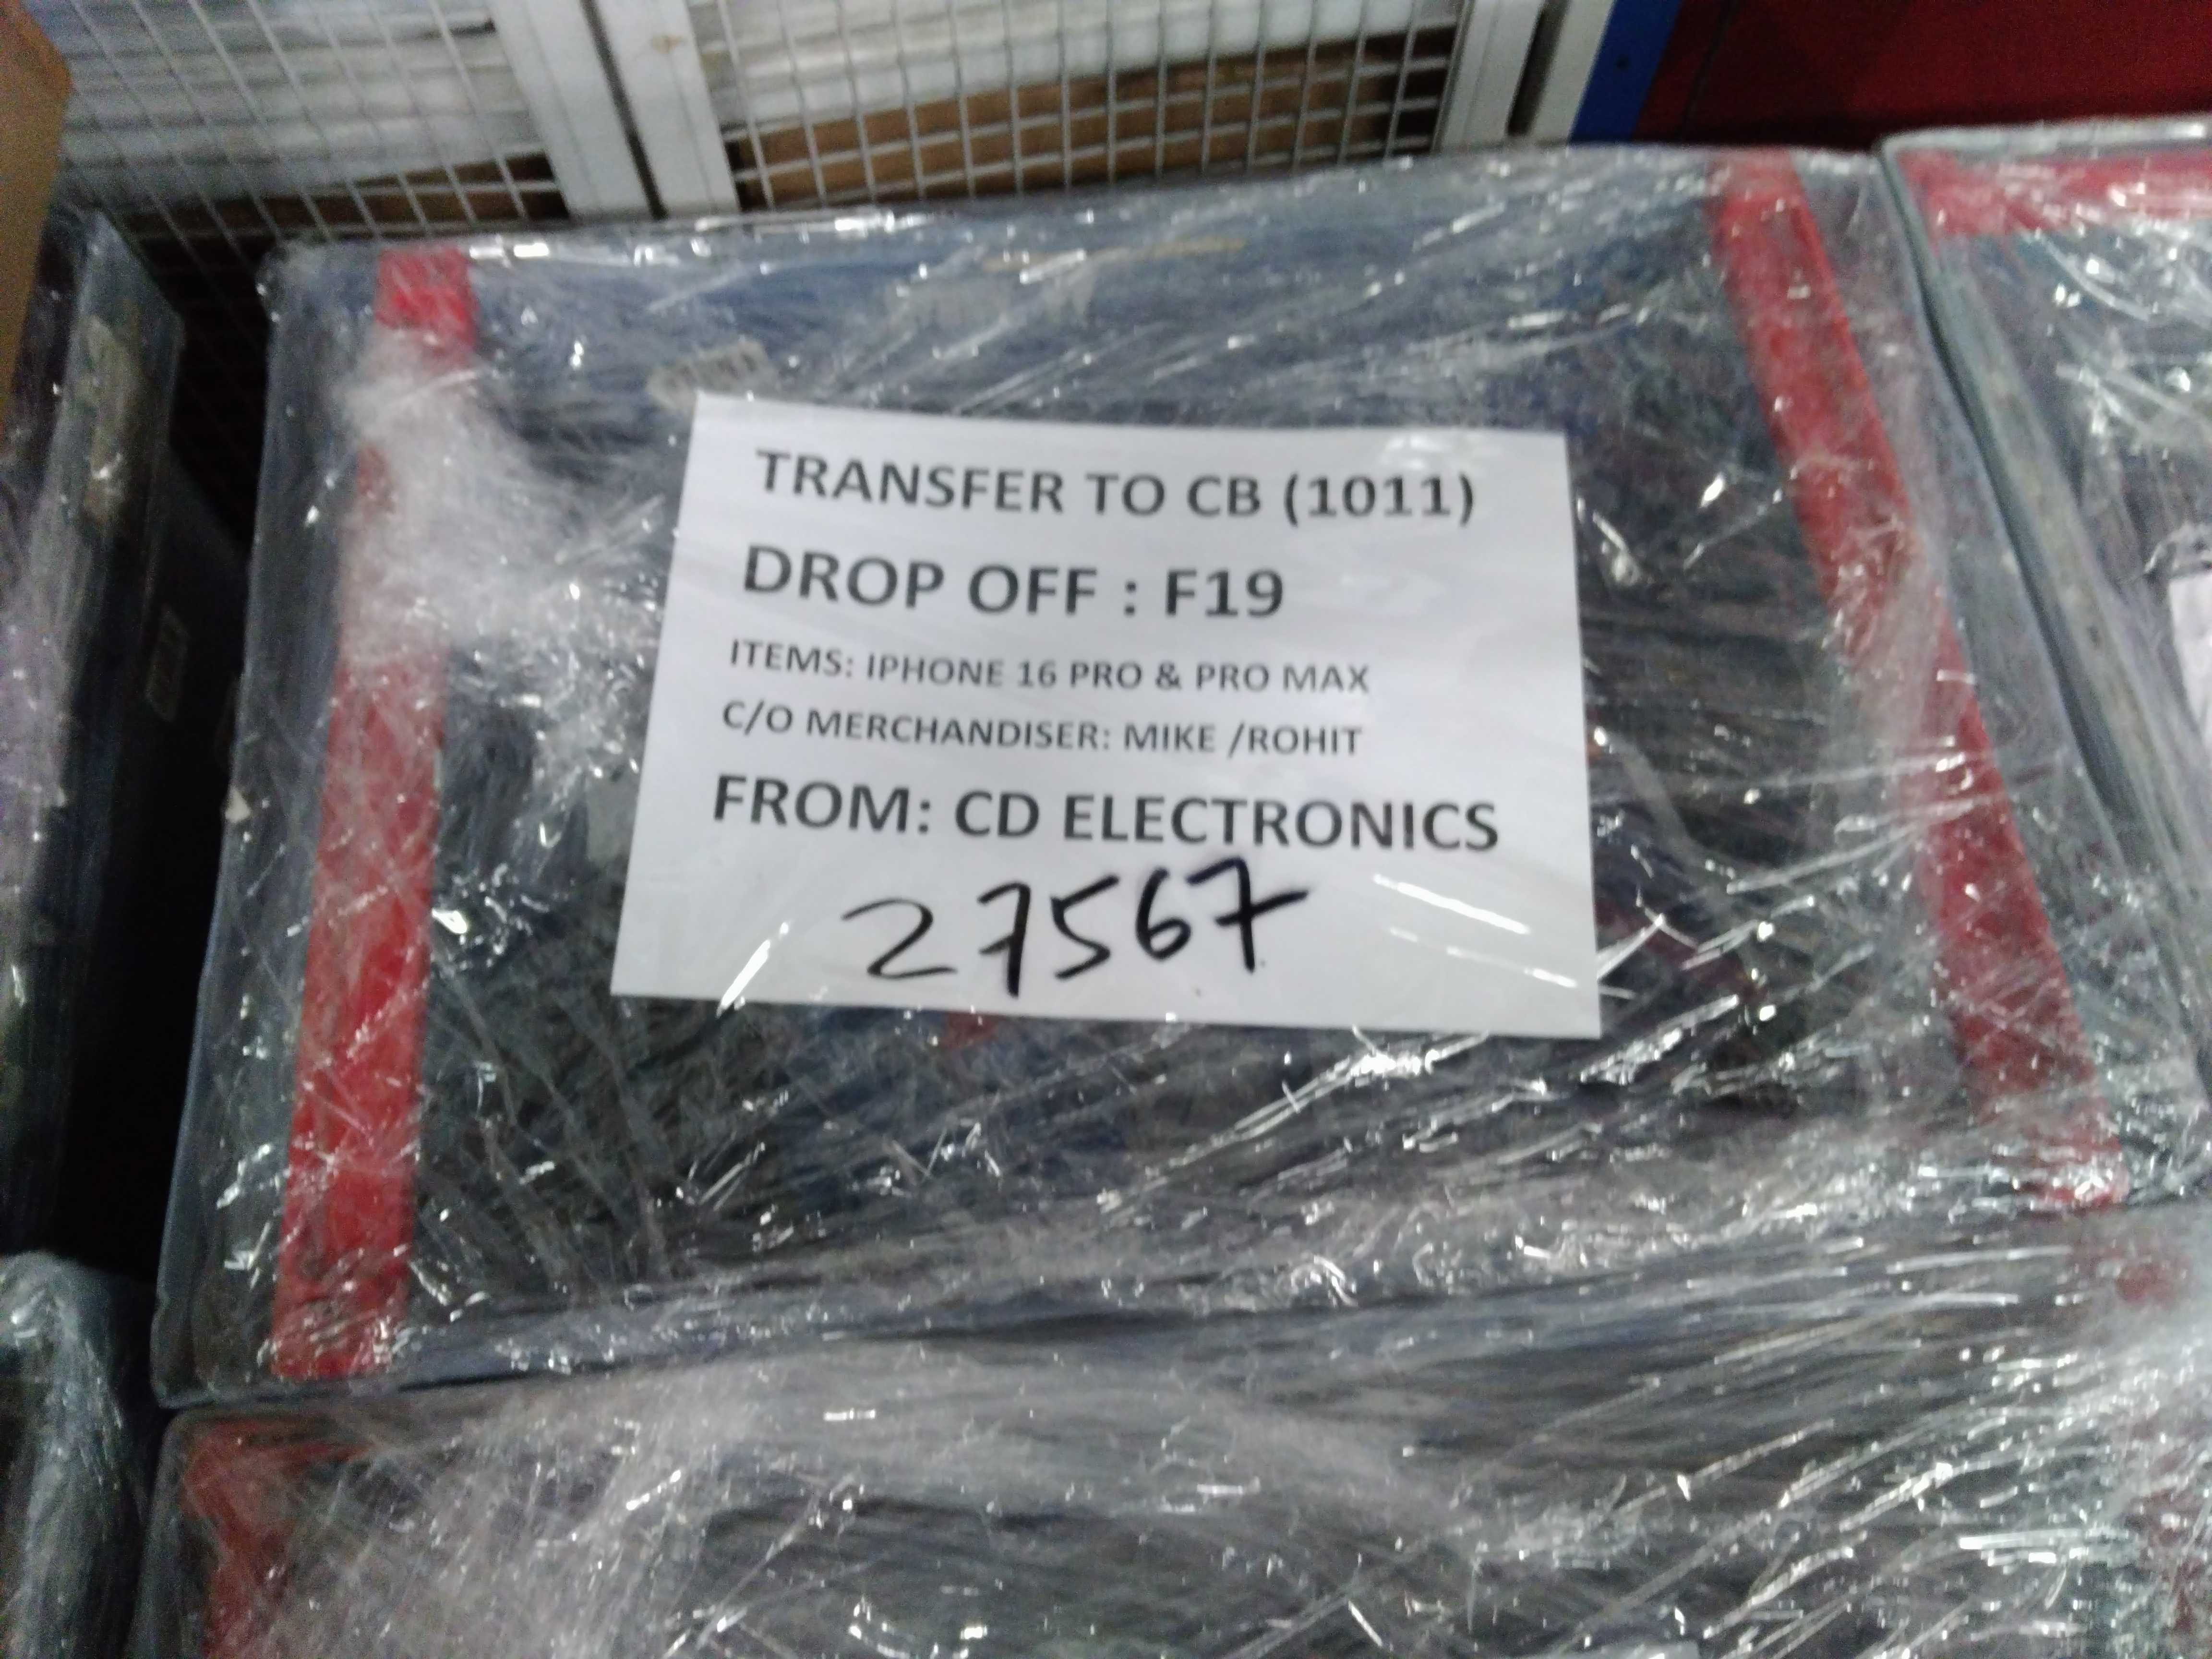 TRANSFER TO CB (1011)
DROP OFF : F19
ITEMS: IPHONE 16 PRO & PRO MAX
C/O MERCHANDISER: MIKE /ROHIT
FROM: CD ELECTRONICS
27567